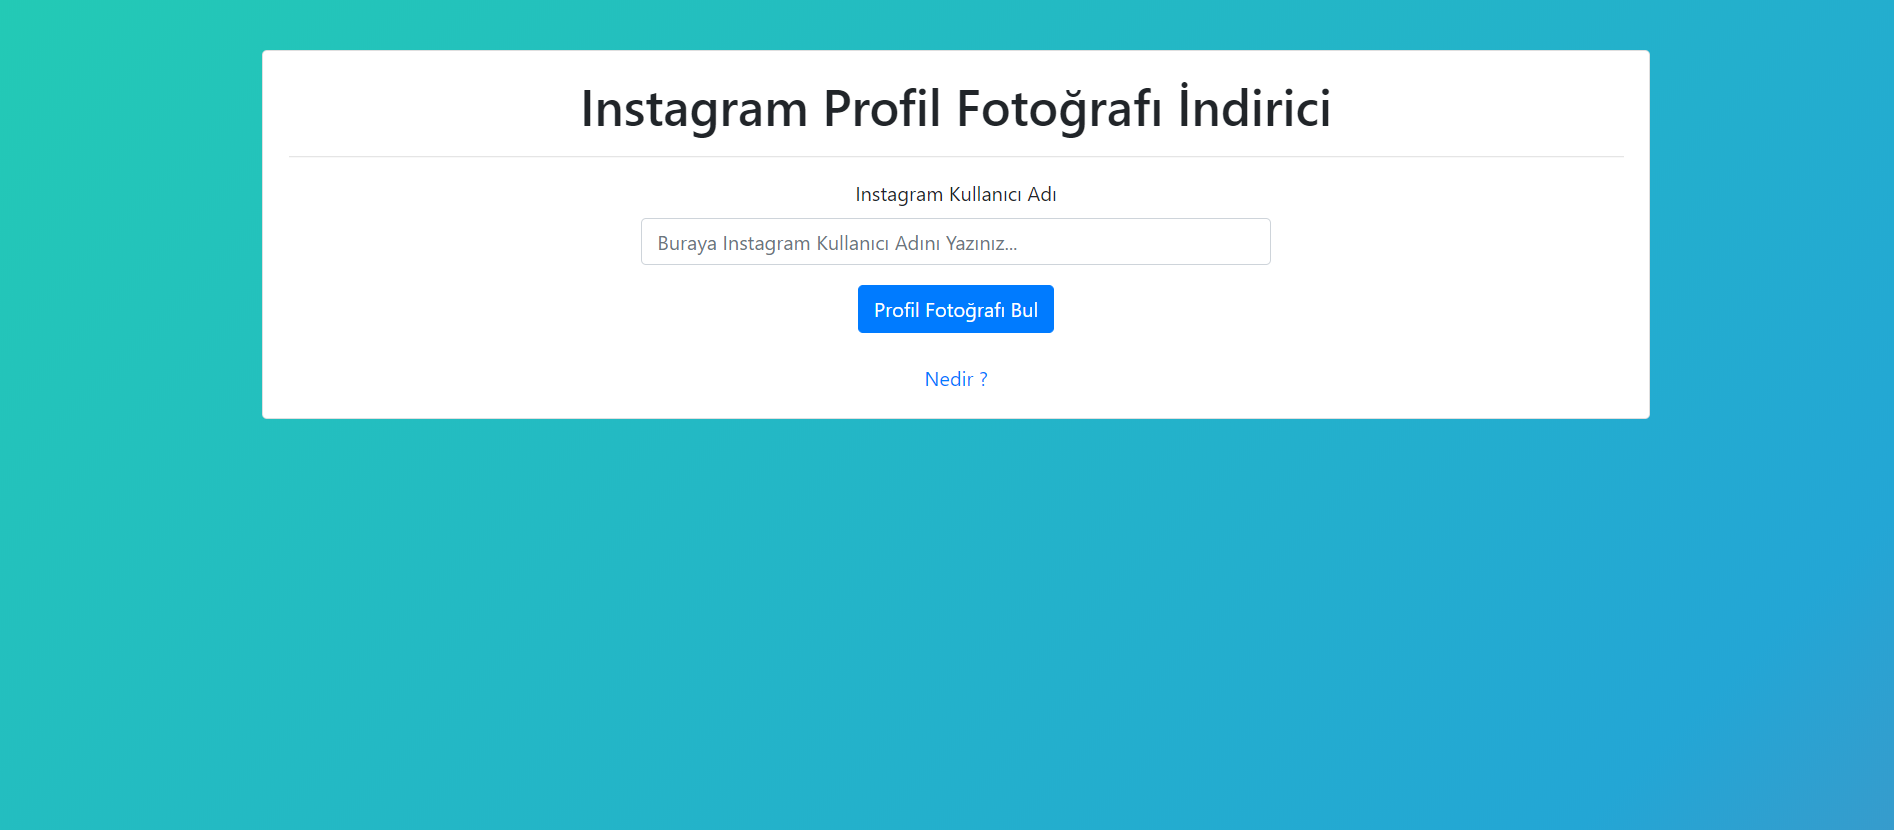 Instagram Profil Fotoğrafı İndirici
Instagram Kullanıcı Adı
Buraya Instagram Kullanıcı Adını Yazınız...
Profil Fotoğrafı Bul
Nedir ?